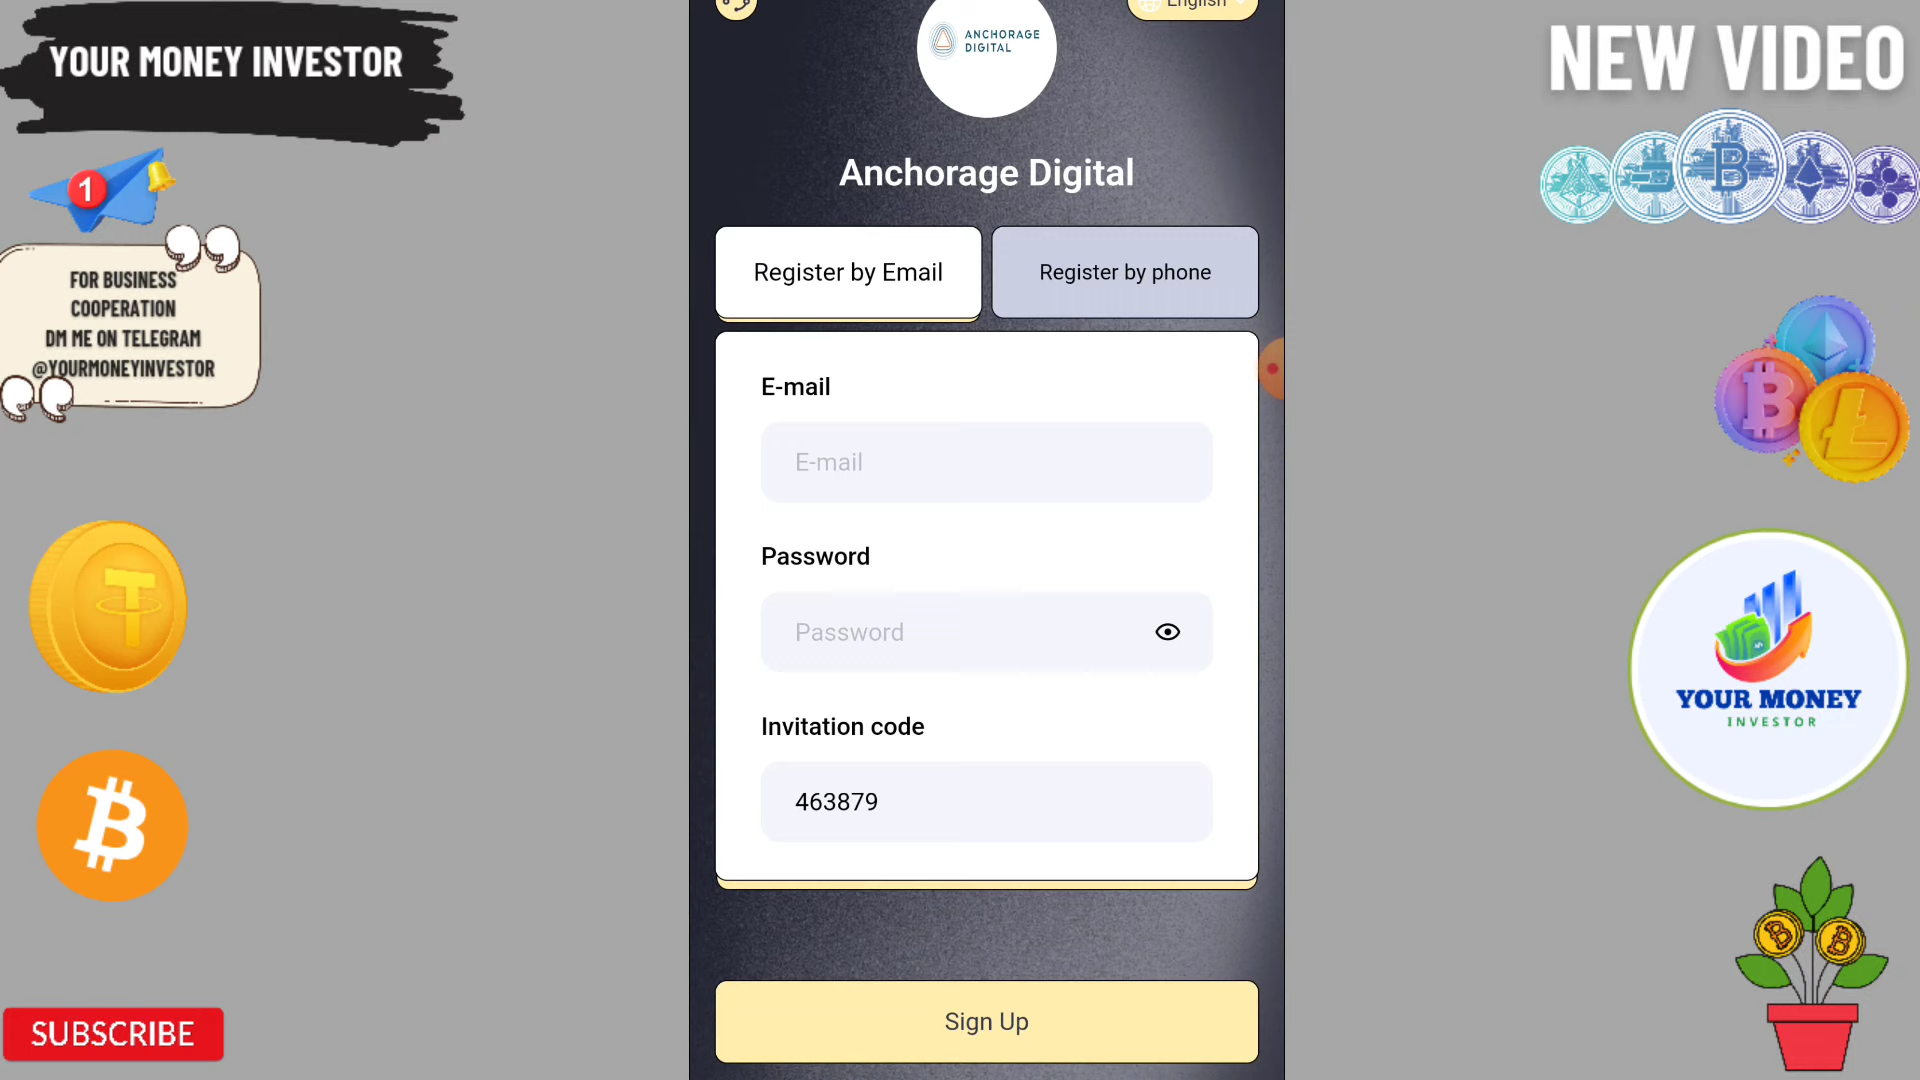 YOUR MONEY INVESTOR
1
FOR BUSINESS
COOPERATION
DM ME ON TELEGRAM
@YOURMONEYINVESTOR
SUBSCRIBE
English
ANCHORAGE
DIGITAL
Anchorage Digital
Register by Email
Register by phone
E-mail
E-mail
Password
Password
Invitation code
463879
Sign Up
NEW VIDEO
YOUR MONEY
INVESTOR